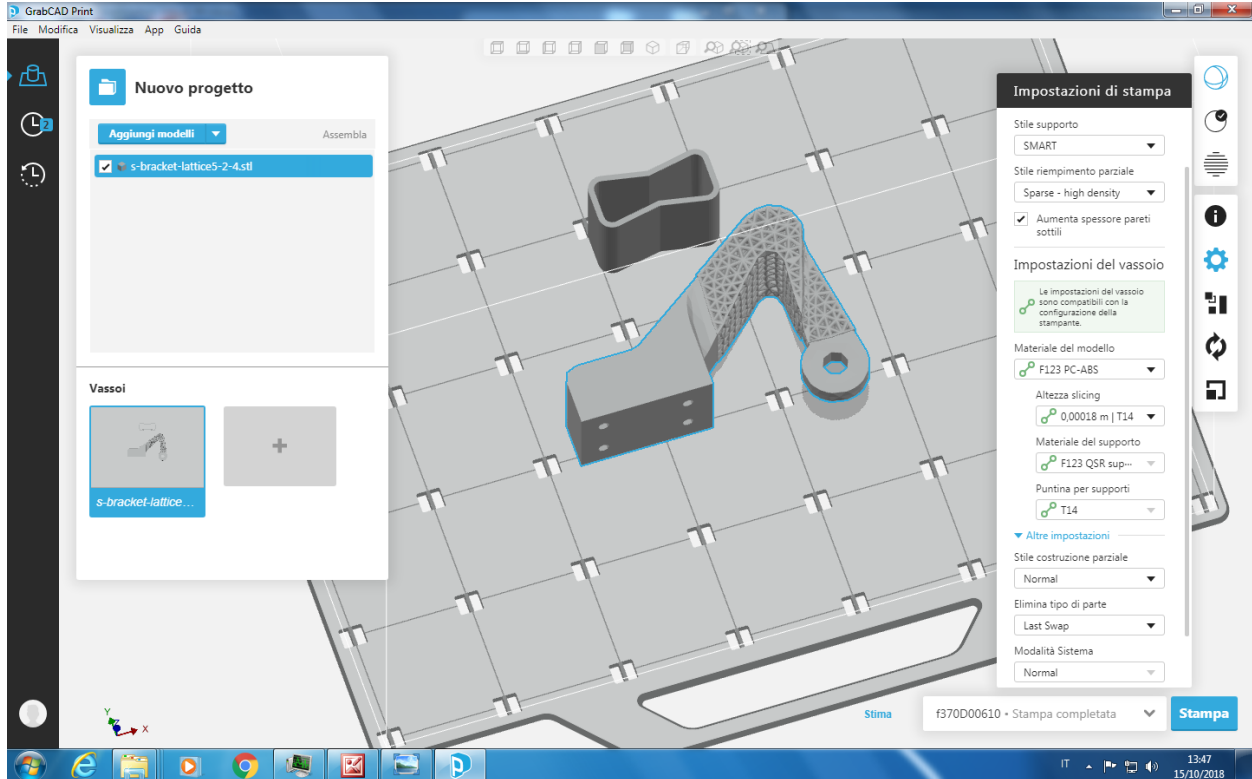 GrabCAD Print
File Modifica Visualizza App Guida
Nuovo progetto
Aggiungi modelli
Assembla
s-bracket-lattice5-2-4.stl
Vassoi
s-bracket-lattice...
+
2
Impostazioni di stampa
Stile supporto
SMART
Stile riempimento parziale
Sparse - high density
Aumenta spessore pareti
sottili
Impostazioni del vassoio
Le impostazioni del vassoio
sono compatibili con la
configurazione della
stampante.
Materiale del modello
F123 PC-ABS
Altezza slicing
0,00018 m | T14
Materiale del supporto
F123 QSR sup...
Puntina per supporti
T14
Altre impostazioni
Stile costruzione parziale
Normal
Elimina tipo di parte
Last Swap
Modalità Sistema
Normal
Y
X
Stima
f370D00610 • Stampa completata
Stampa
IT
13:47
15/10/2018